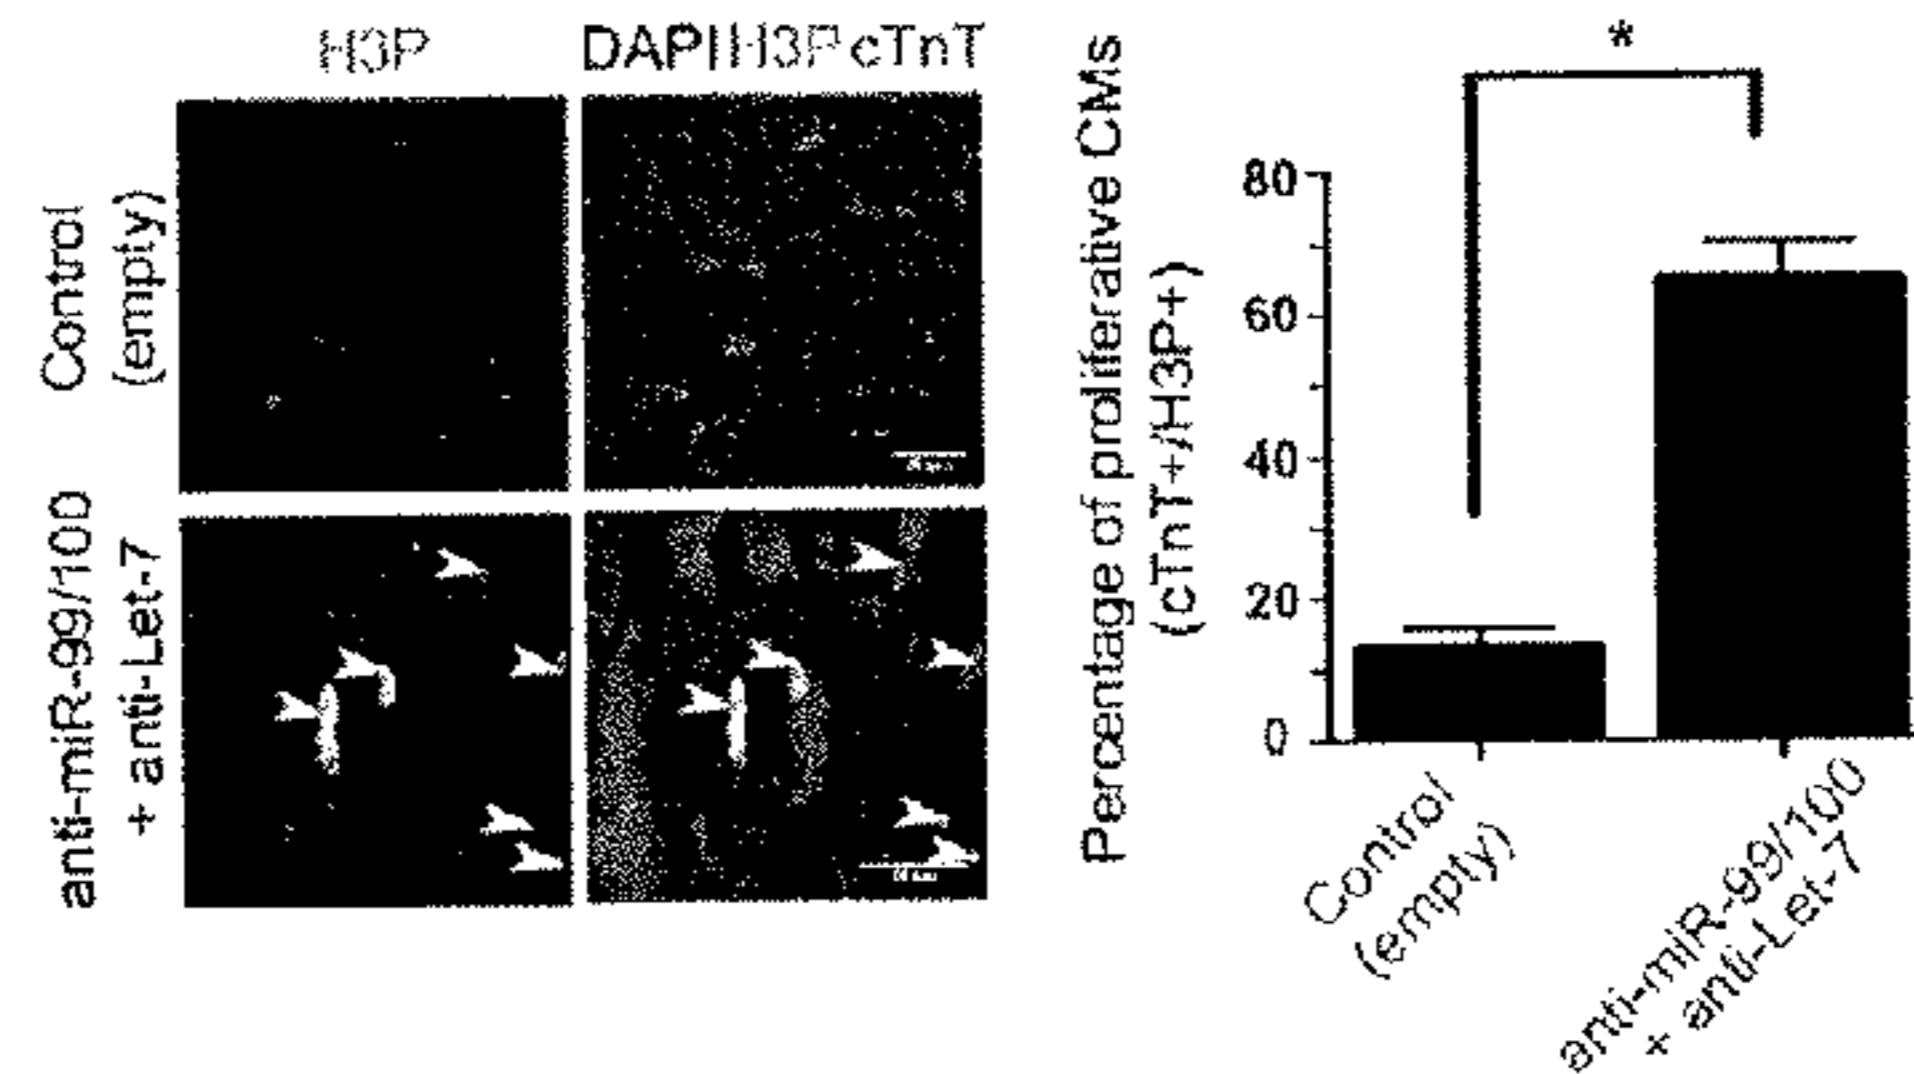 H3P
DAPI H3P cTnT
Control
(empty)
anti-miR-99/100
+ anti-Let-7
Percentage of proliferative CMs
(cTnT+/H3P+)
*
80
60
40
20
0
Control
(empty)
anti-miR-99/100
+ anti-Let-7